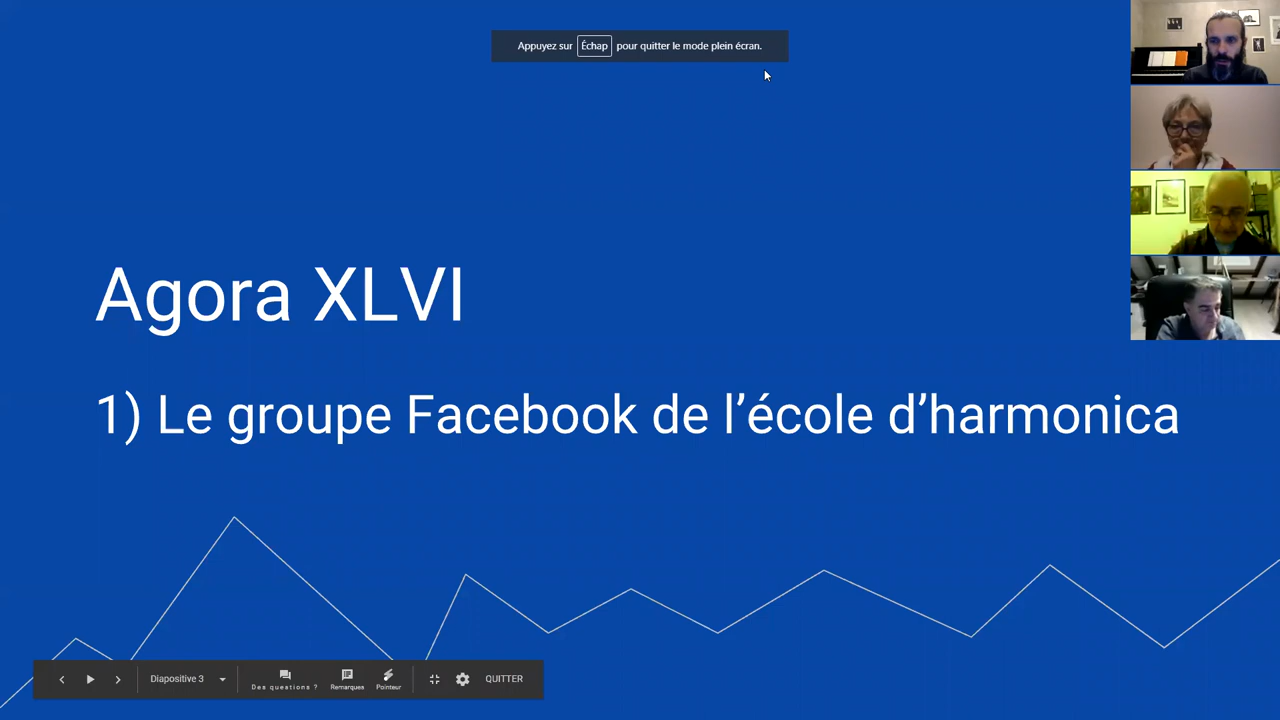 Appuyez sur Échap pour quitter le mode plein écran.
Agora XLVI
1) Le groupe Facebook de l’école d’harmonica
Diapositive 3
Des questions ?
Remarques
Pointeur
QUITTER